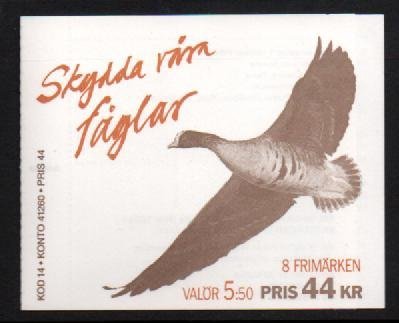 Skydda våra
fåglar
KOD 14 • KONTO 41260 • PRIS 44
8 FRIMÄRKEN
VALÖR 5:50 PRIS 44 KR